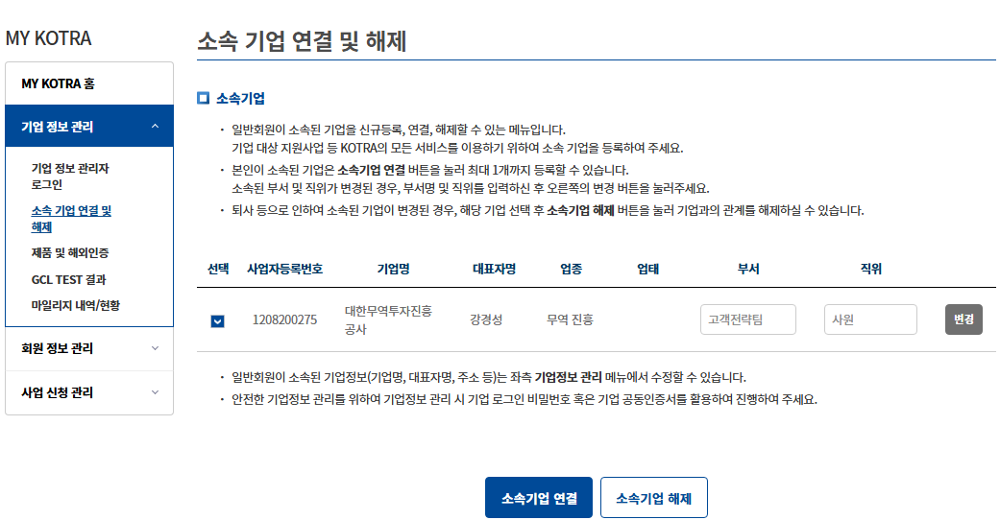 MY KOTRA
MY KOTRA 홈
기업 정보 관리
기업 정보 관리자
로그인
소속 기업 연결 및
해제
제품 및 해외인증
GCL TEST 결과
마일리지 내역/현황
회원 정보 관리
사업 신청 관리
소속 기업 연결 및 해제
소속기업
· 일반회원이 소속된 기업을 신규등록, 연결, 해제할 수 있는 메뉴입니다.
기업 대상 지원사업 등 KOTRA의 모든 서비스를 이용하기 위하여 소속 기업을 등록하여 주세요.
· 본인이 소속된 기업은 소속기업 연결 버튼을 눌러 최대 1개까지 등록할 수 있습니다.
소속된 부서 및 직위가 변경된 경우, 부서명 및 직위를 입력하신 후 오른쪽의 변경 버튼을 눌러주세요.
· 퇴사 등으로 인하여 소속된 기업이 변경된 경우, 해당 기업 선택 후 소속기업 해제 버튼을 눌러 기업과의 관계를 해제하실 수 있습니다.
선택 사업자등록번호 기업명 대표자명 업종 업태 부서 직위
1208200275 대한무역투자진흥 강경성 무역 진흥 고객전략팀 사원 변경
공사
· 일반회원이 소속된 기업정보(기업명, 대표자명, 주소 등)는 좌측 기업정보 관리 메뉴에서 수정할 수 있습니다.
· 안전한 기업정보 관리를 위하여 기업정보 관리 시 기업 로그인 비밀번호 혹은 기업 공동인증서를 활용하여 진행하여 주세요.
소속기업 연결 소속기업 해제